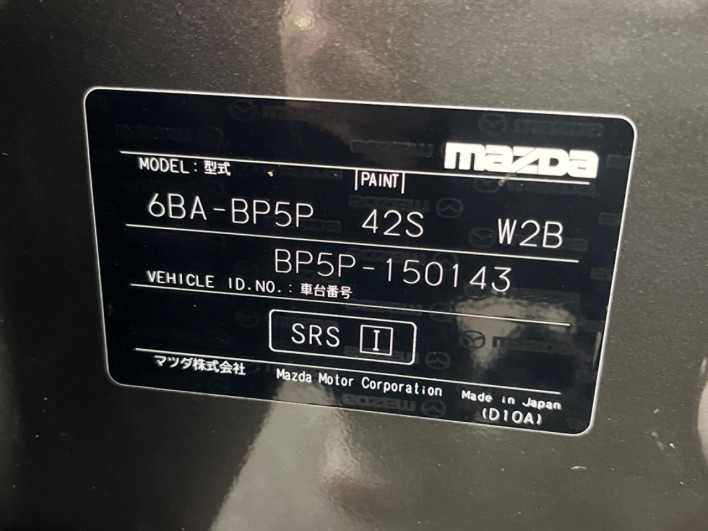 mazda
MODEL: 型式 PAINT
6BA-BP5P 42S W2B
BP5P-150143
VEHICLE ID.NO.: 車台番号
SRS I
マツダ株式会社 Mazda Motor Corporation Made in Japan
(D10A)